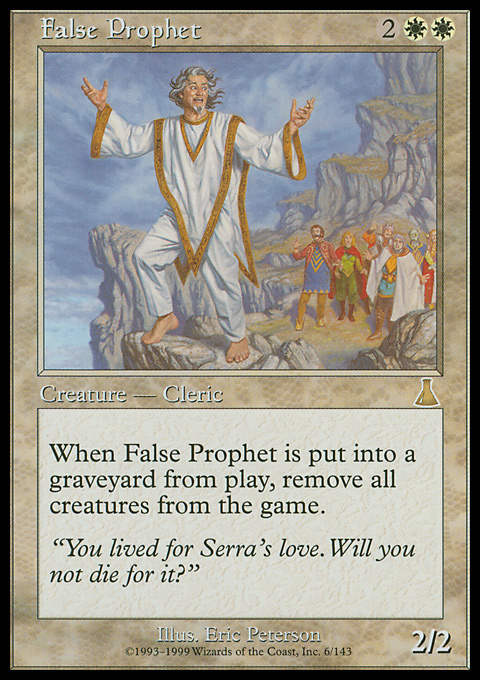 False Prophet 2
Creature — Cleric
When False Prophet is put into a
graveyard from play, remove all
creatures from the game.
“You lived for Serra’s love. Will you
not die for it?”
Illus. Eric Peterson
©1993–1999 Wizards of the Coast, Inc. 6/143
2/2